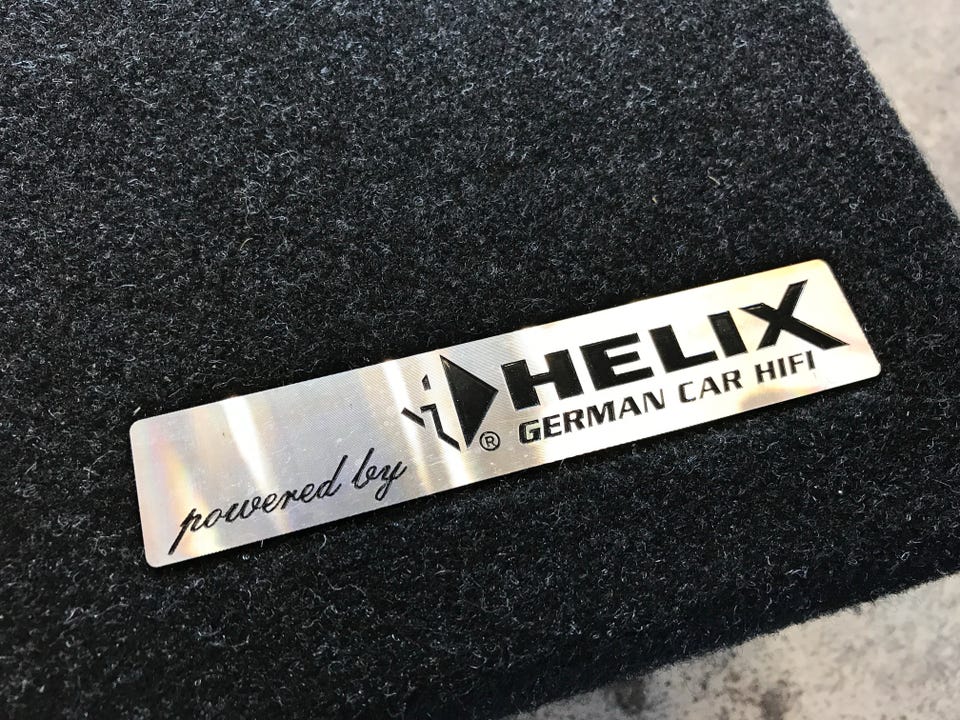 powered by
HELIX
® GERMAN CAR HIFI